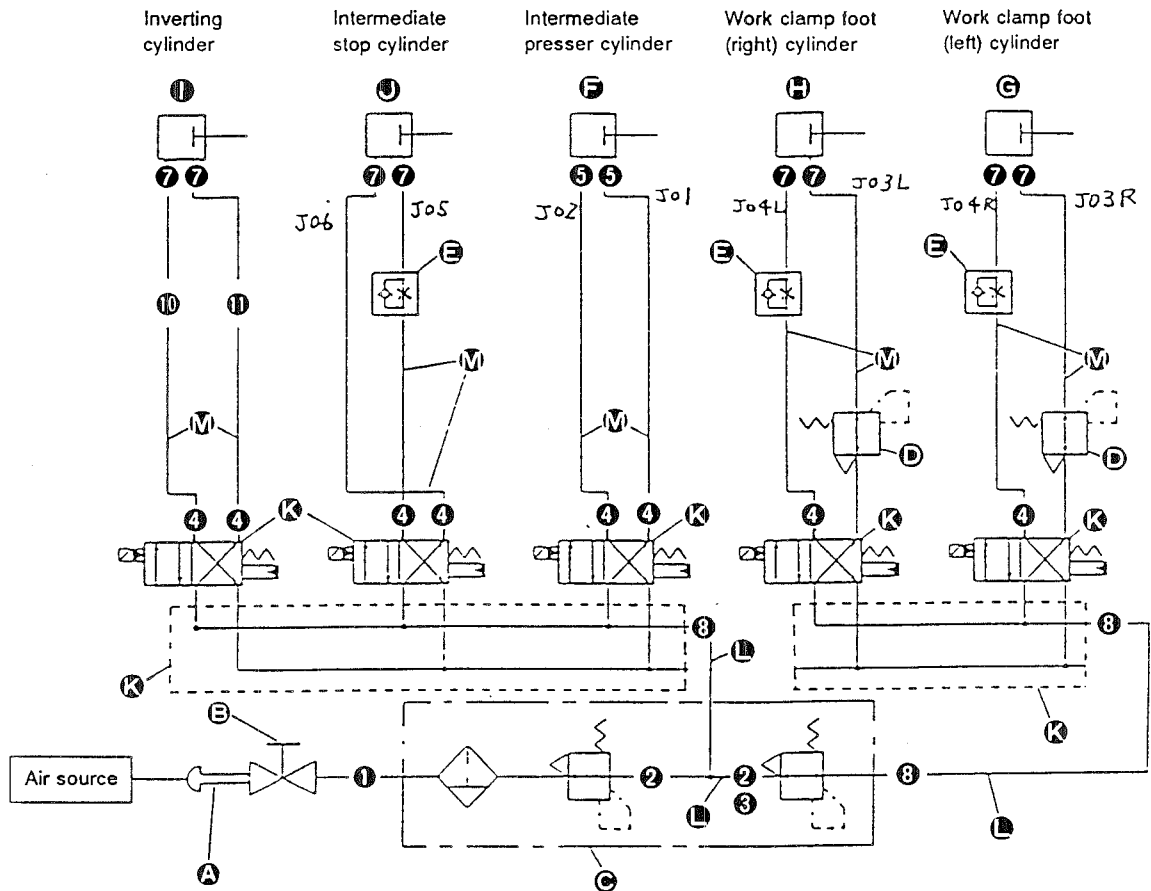 Inverting
cylinder
Intermediate
stop cylinder
Intermediate
presser cylinder
Work clamp foot
(right) cylinder
Work clamp foot
(left) cylinder
I
J
F
H
G
7 7
7 7
5 5
7 7
7 7
J06
J05
J02
J01
J04L
J03L
J04R
J03R
E
E
E
10
11
M
M
M
M
M
D
D
4 4
K
4 4
4 4
K
4
K
4
K
8
8
L
K
K
B
Air source
1
2
2
3
8
L
L
A
C